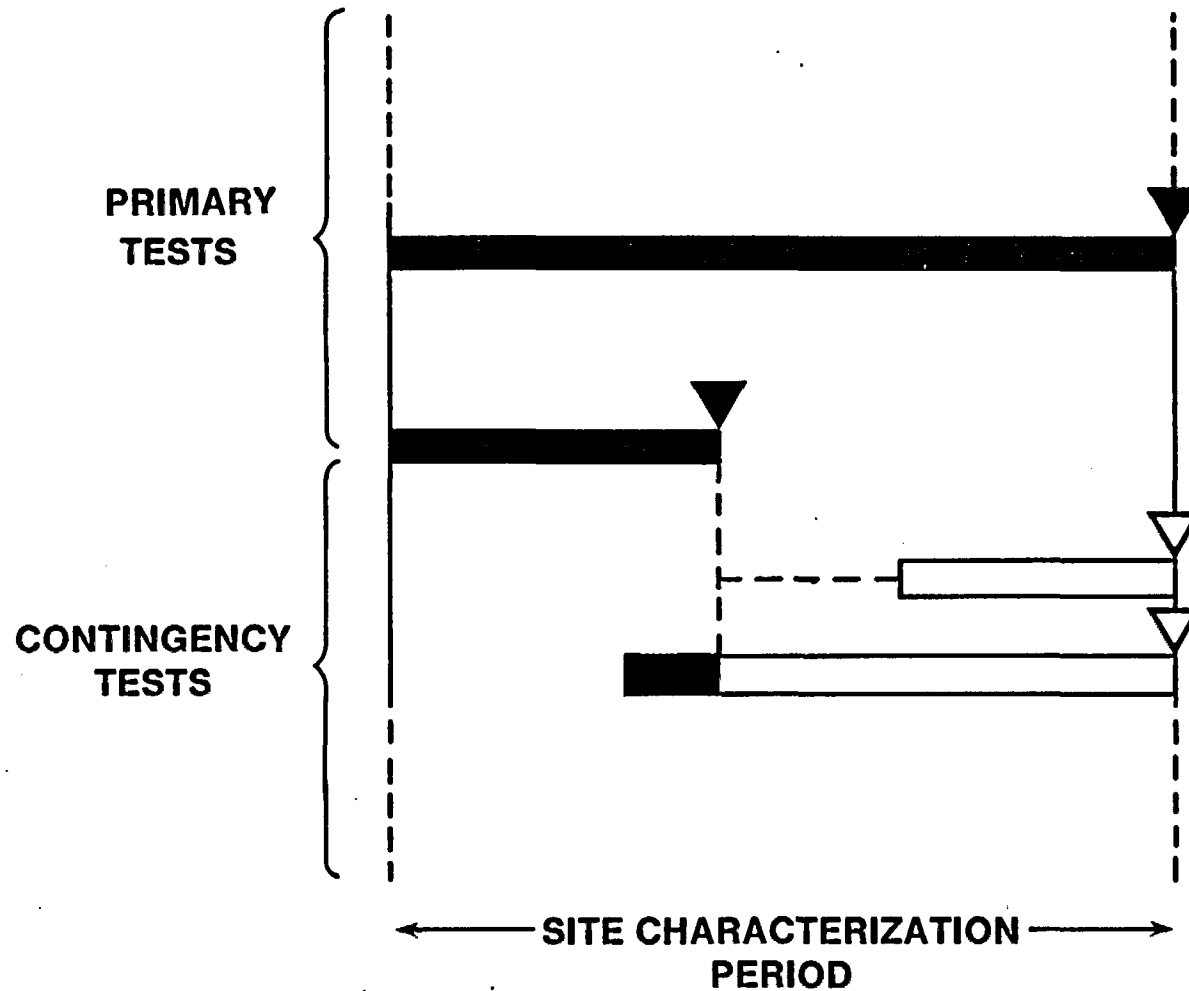 PRIMARY
TESTS
CONTINGENCY
TESTS
SITE CHARACTERIZATION
PERIOD